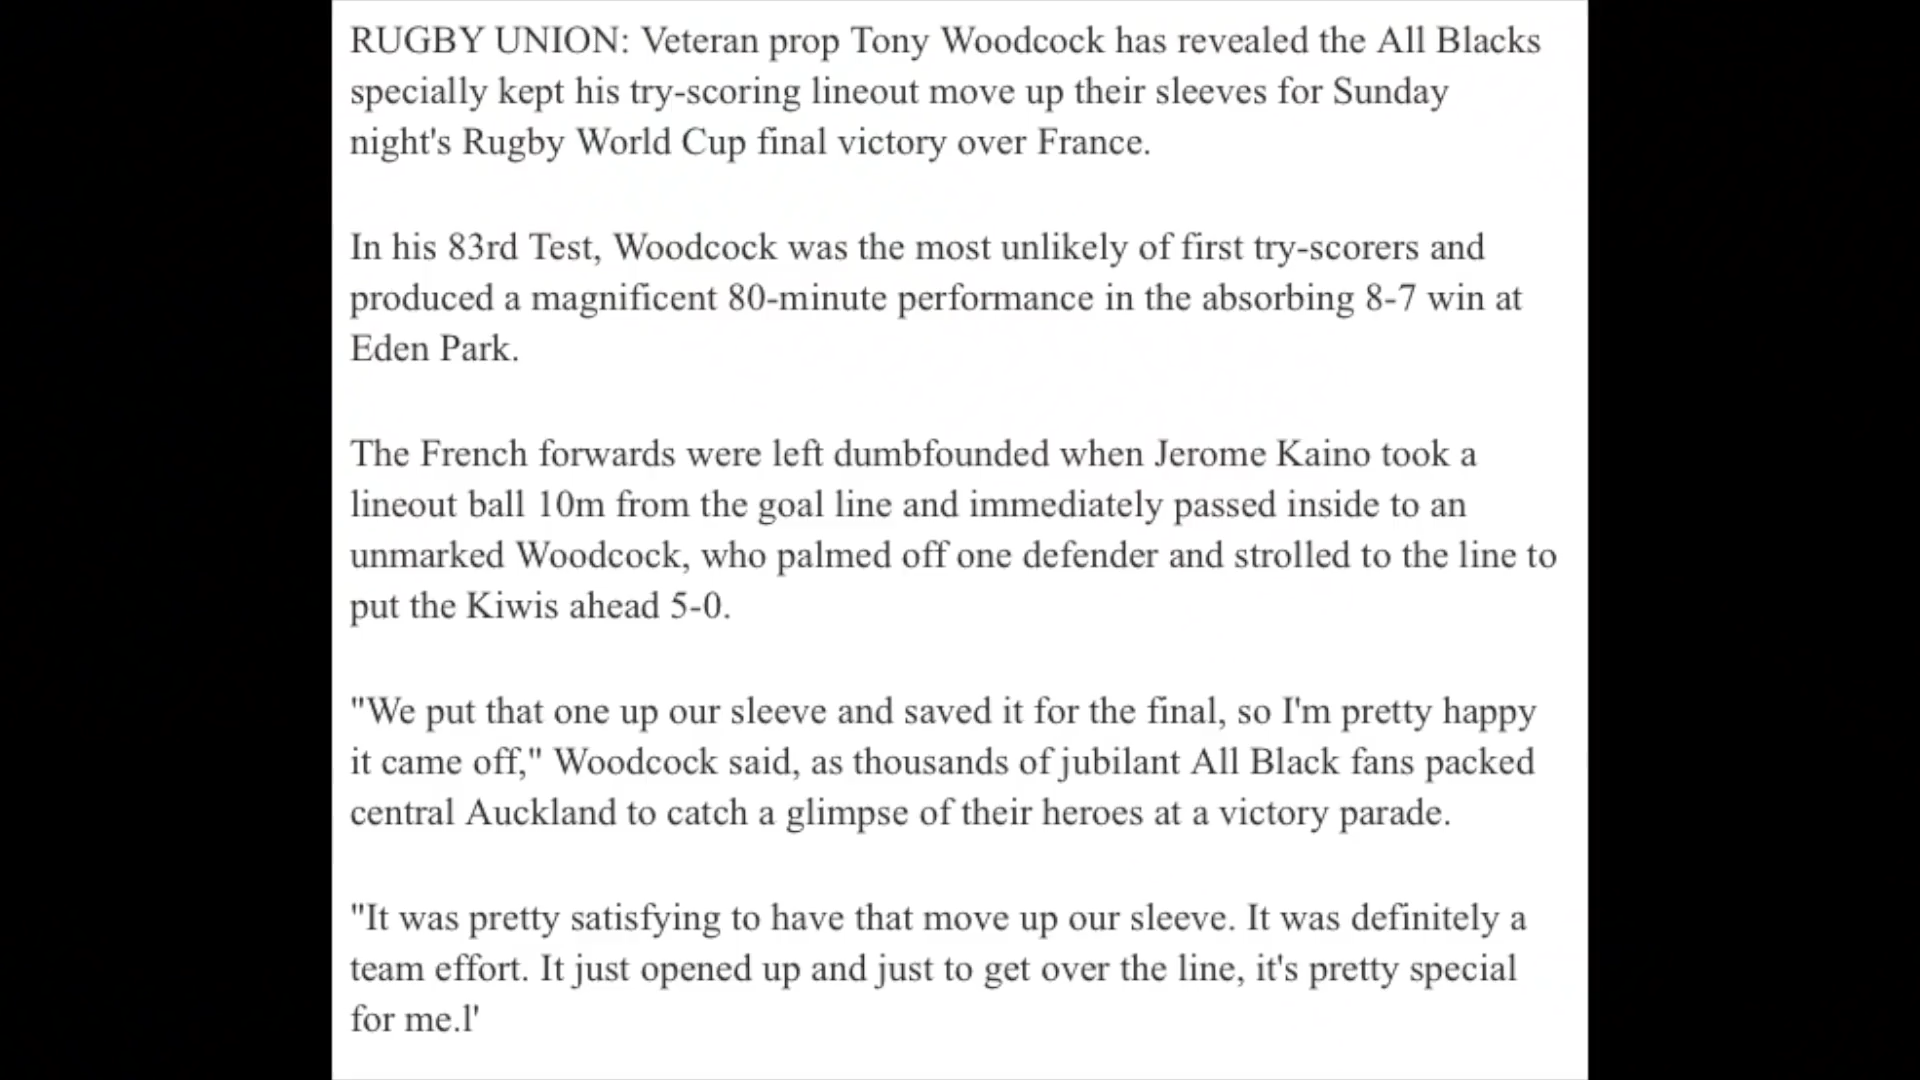 RUGBY UNION: Veteran prop Tony Woodcock has revealed the All Blacks
specially kept his try-scoring lineout move up their sleeves for Sunday
night's Rugby World Cup final victory over France.
In his 83rd Test, Woodcock was the most unlikely of first try-scorers and
produced a magnificent 80-minute performance in the absorbing 8-7 win at
Eden Park.
The French forwards were left dumbfounded when Jerome Kaino took a
lineout ball 10m from the goal line and immediately passed inside to an
unmarked Woodcock, who palmed off one defender and strolled to the line to
put the Kiwis ahead 5-0.
"We put that one up our sleeve and saved it for the final, so I'm pretty happy
it came off," Woodcock said, as thousands of jubilant All Black fans packed
central Auckland to catch a glimpse of their heroes at a victory parade.
"It was pretty satisfying to have that move up our sleeve. It was definitely a
team effort. It just opened up and just to get over the line, it's pretty special
for me.l'